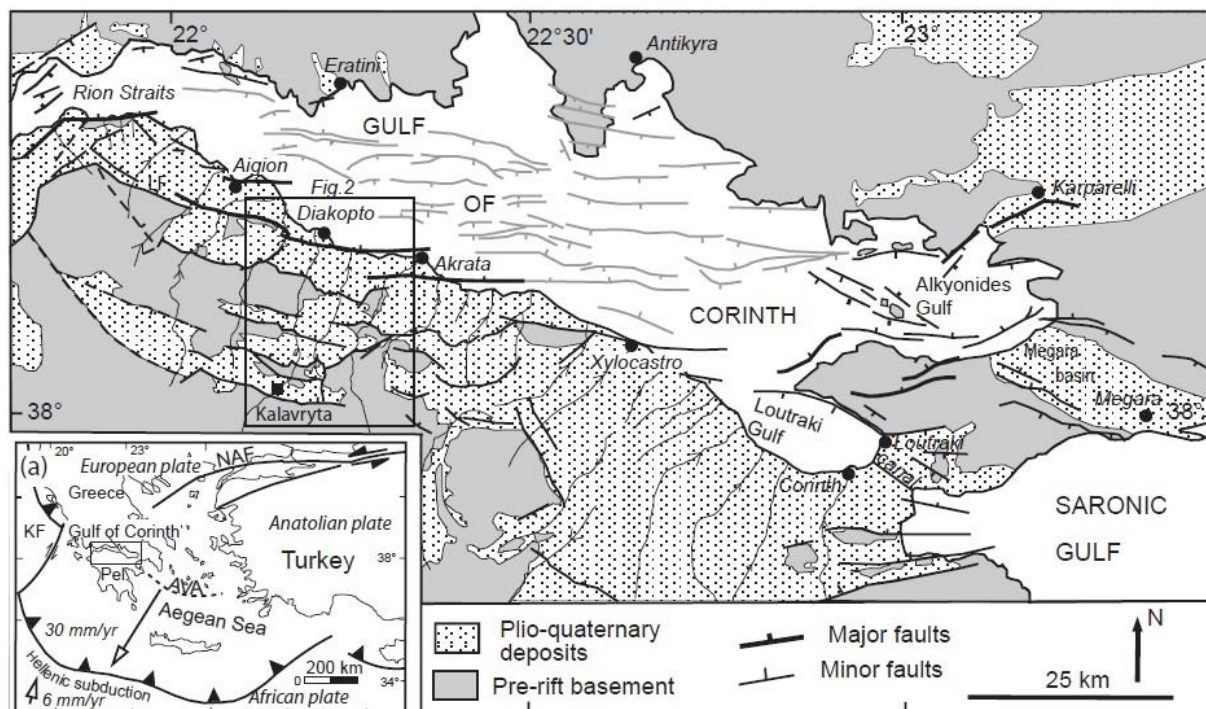 22°
22°30'
23°
Antikyra
Eratini
Rion Straits
GULF
Aigion
Karparelli
Fig.2
LF
Diakopto
OF
Akrata
Alkyonides
Gulf
CORINTH
Xylocastro
Megara
basin
38°
Kalavryta
Megara
38°
Loutraki
Gulf
Loutraki
canal
Corinth
SARONIC
GULF
(a)
20°
23°
NAF
European plate
Greece
KF
Anatolian plate
Gulf of Corinth
Turkey
38°
Pel.
AVA
Aegean Sea
30 mm/yr
200 km
0
Hellenic subduction
6 mm/yr
African plate
34°
Plio-quaternary
deposits
Pre-rift basement
Major faults
Minor faults
N
25 km